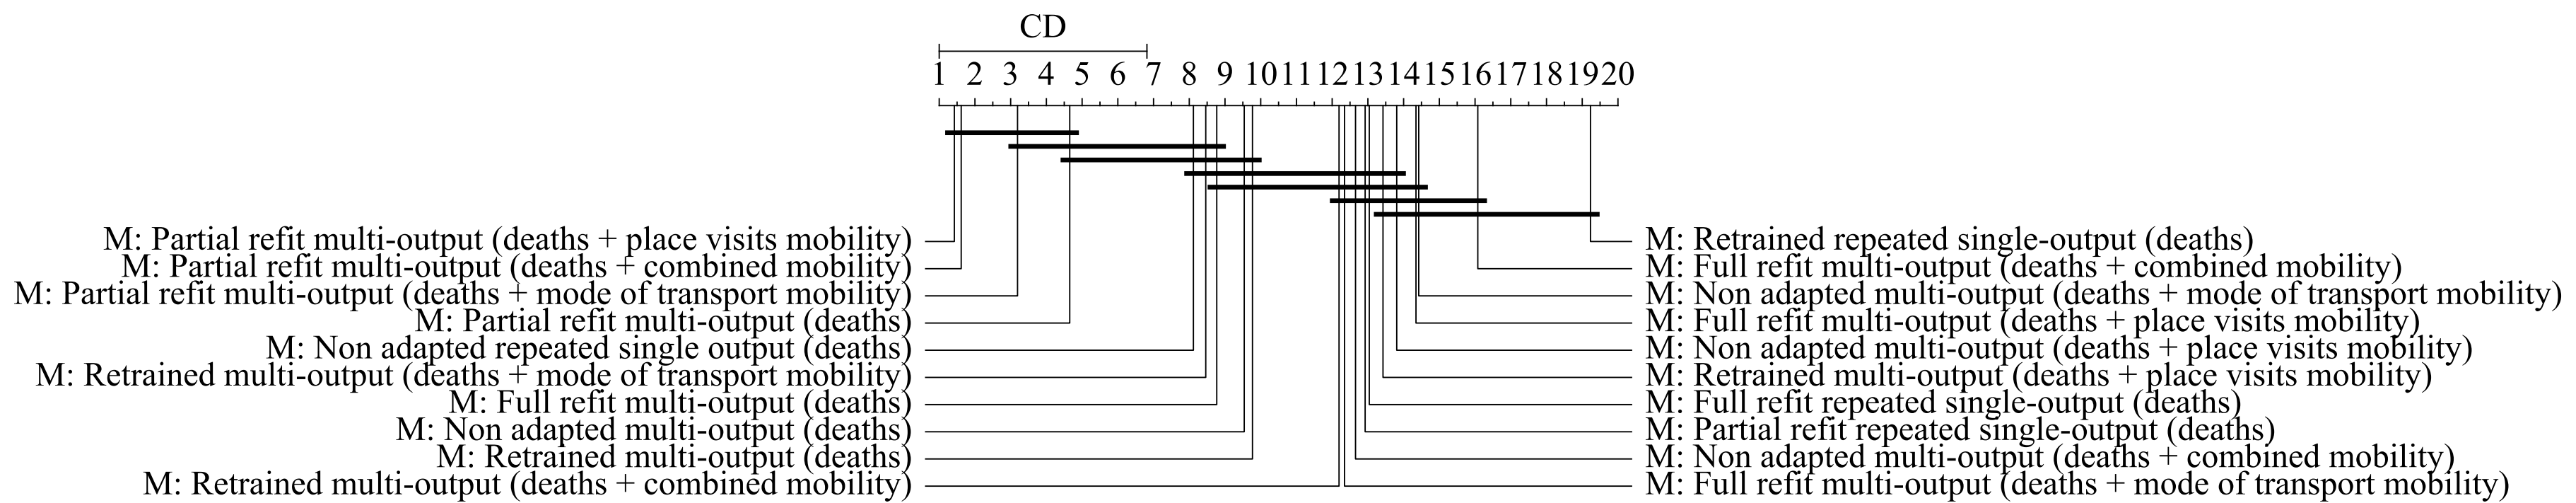 CD
1 2 3 4 5 6 7 8 9 10 11 12 13 14 15 16 17 18 19 20
M: Partial refit multi-output (deaths + place visits mobility)
M: Partial refit multi-output (deaths + combined mobility)
M: Partial refit multi-output (deaths + mode of transport mobility)
M: Partial refit multi-output (deaths)
M: Non adapted repeated single output (deaths)
M: Retrained multi-output (deaths + mode of transport mobility)
M: Full refit multi-output (deaths)
M: Non adapted multi-output (deaths)
M: Retrained multi-output (deaths)
M: Retrained multi-output (deaths + combined mobility)
M: Retrained repeated single-output (deaths)
M: Full refit multi-output (deaths + combined mobility)
M: Non adapted multi-output (deaths + mode of transport mobility)
M: Full refit multi-output (deaths + place visits mobility)
M: Non adapted multi-output (deaths + place visits mobility)
M: Retrained multi-output (deaths + place visits mobility)
M: Full refit repeated single-output (deaths)
M: Partial refit repeated single-output (deaths)
M: Non adapted multi-output (deaths + combined mobility)
M: Full refit multi-output (deaths + mode of transport mobility)